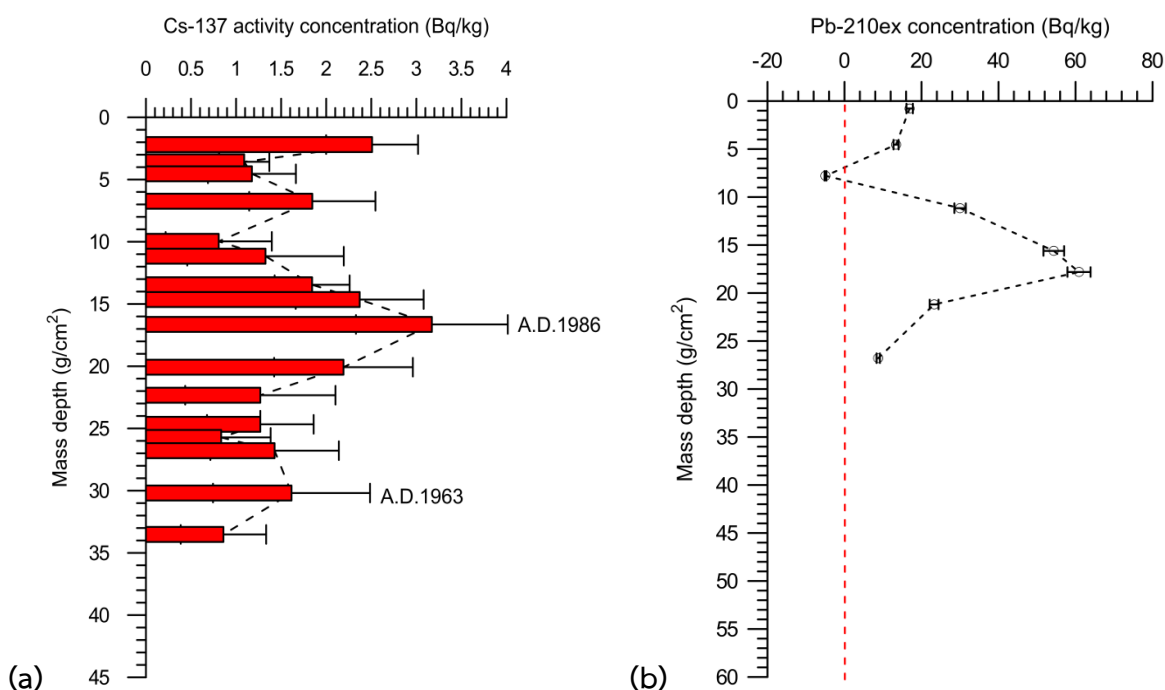 Cs-137 activity concentration (Bq/kg)
0 0.5 1 1.5 2 2.5 3 3.5 4
0
5
10
15
20
25
30
35
40
45
Mass depth (g/cm²)
A.D.1986
A.D.1963
(a)
Pb-210ex concentration (Bq/kg)
-20 0 20 40 60 80
0
5
10
15
20
25
30
35
40
45
50
55
60
Mass depth (g/cm²)
(b)